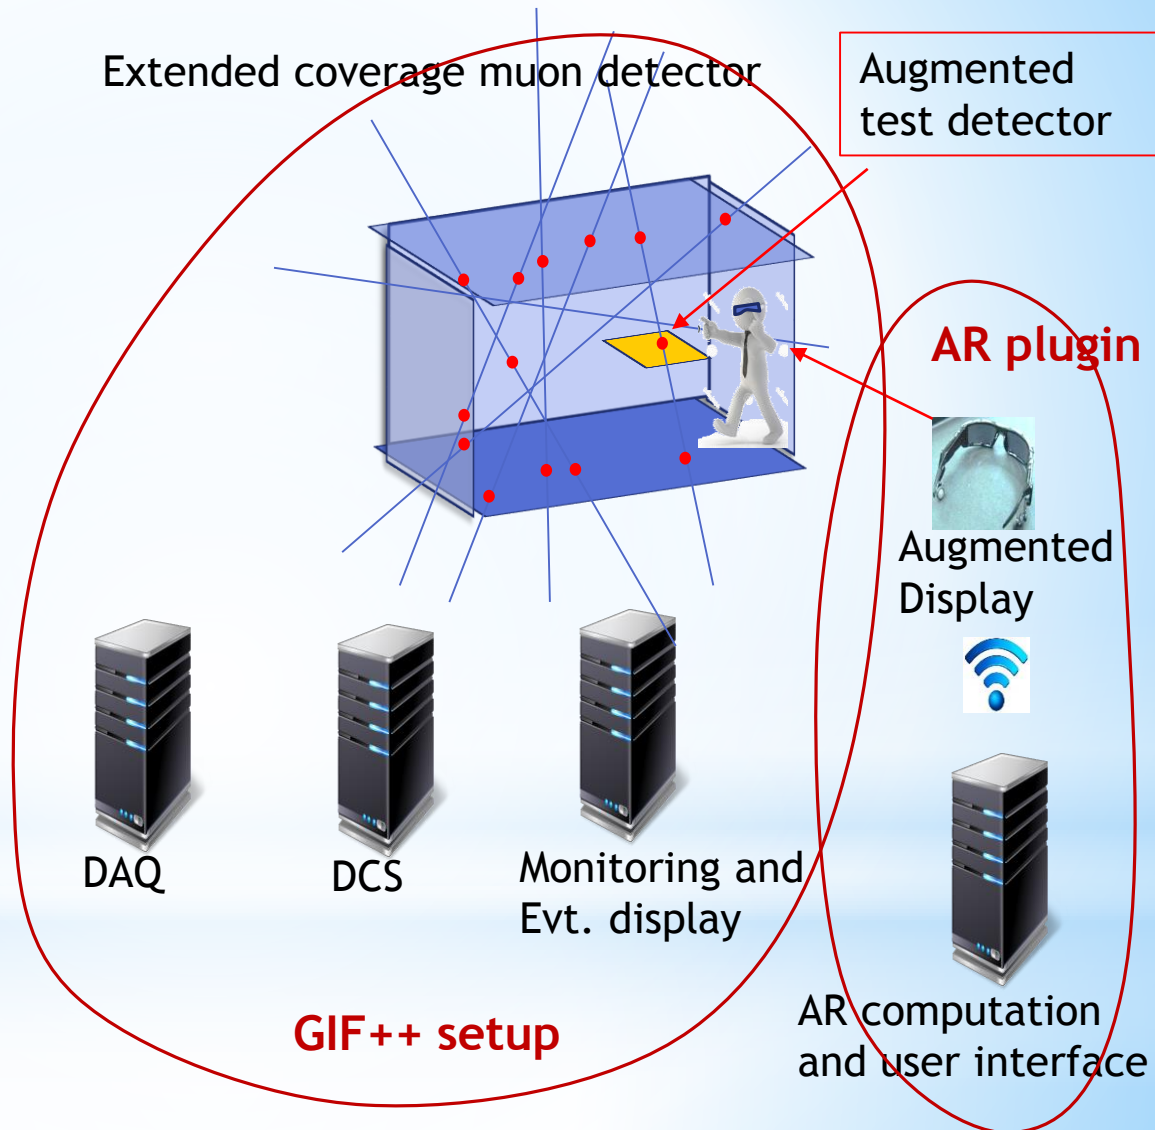 Extended coverage muon detector
Augmented
test detector
AR plugin
Augmented
Display
DAQ
DCS
Monitoring and
Evt. display
AR computation
and user interface
GIF++ setup